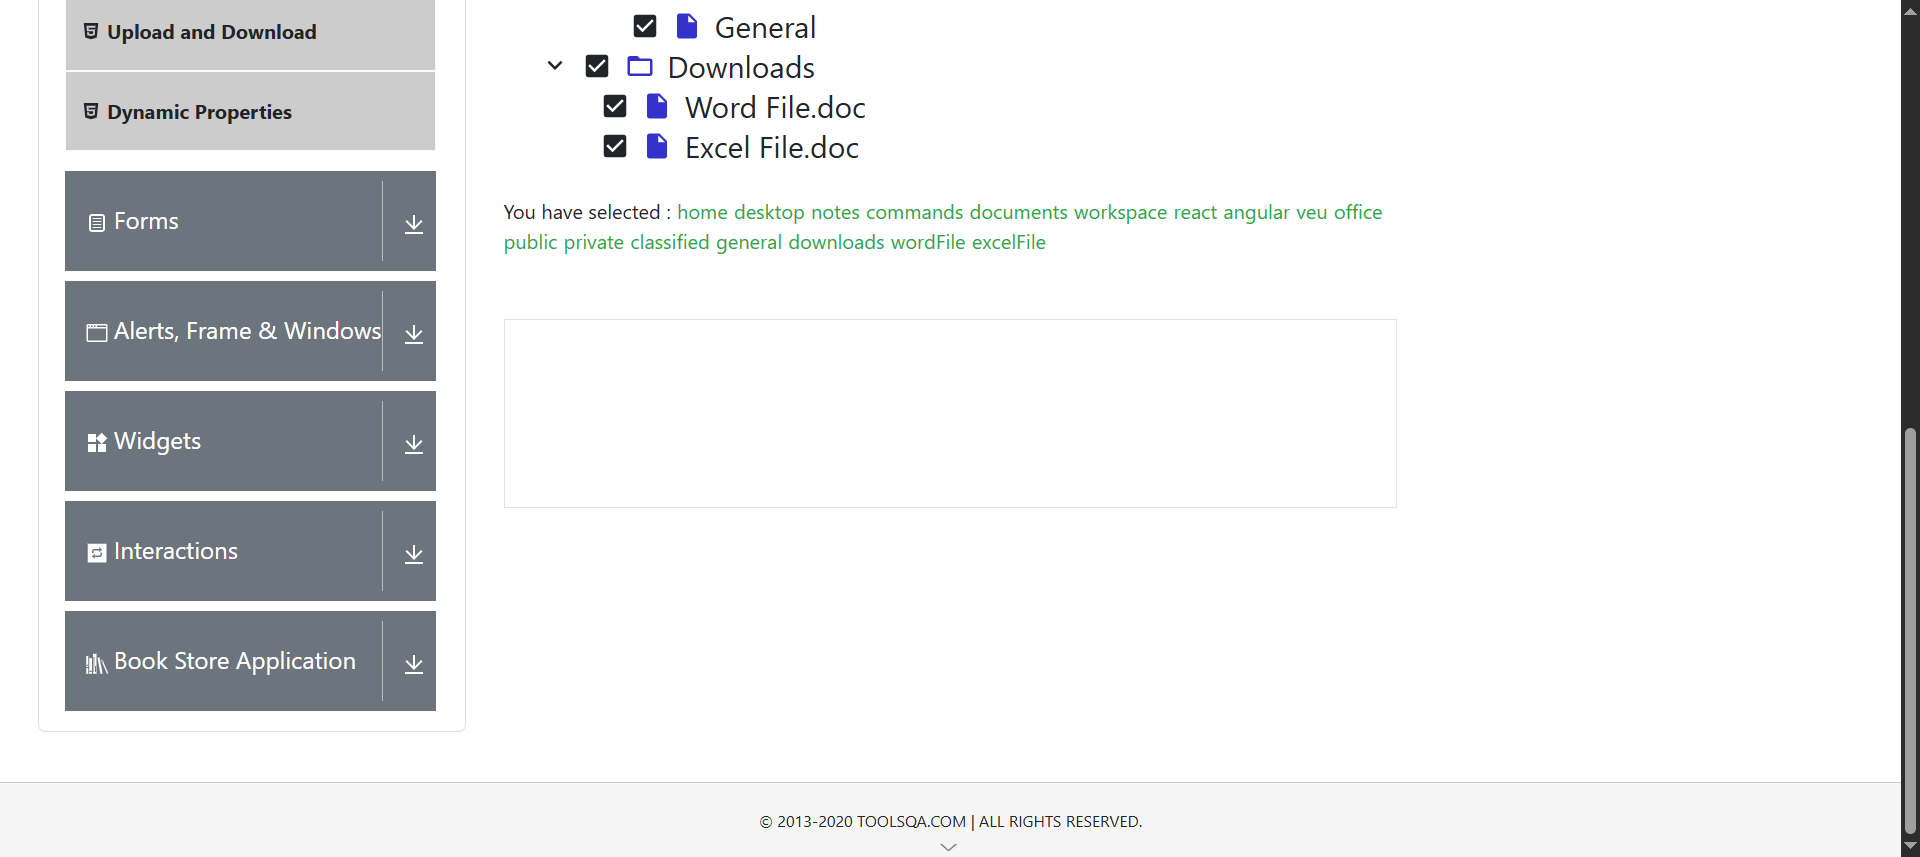 Upload and Download
Dynamic Properties
Forms
Alerts, Frame & Windows
Widgets
Interactions
Book Store Application
General
Downloads
Word File.doc
Excel File.doc
You have selected : home desktop notes commands documents workspace react angular veu office
public private classified general downloads wordFile excelFile
© 2013-2020 TOOLSQA.COM | ALL RIGHTS RESERVED.